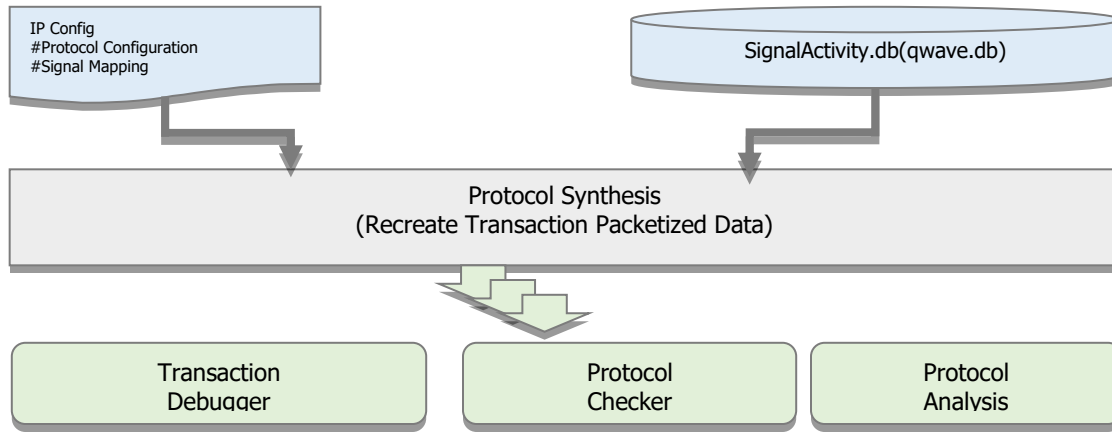 IP Config
#Protocol Configuration
#Signal Mapping
SignalActivity.db(qwave.db)
Protocol Synthesis
(Recreate Transaction Packetized Data)
Transaction
Debugger
Protocol
Checker
Protocol
Analysis